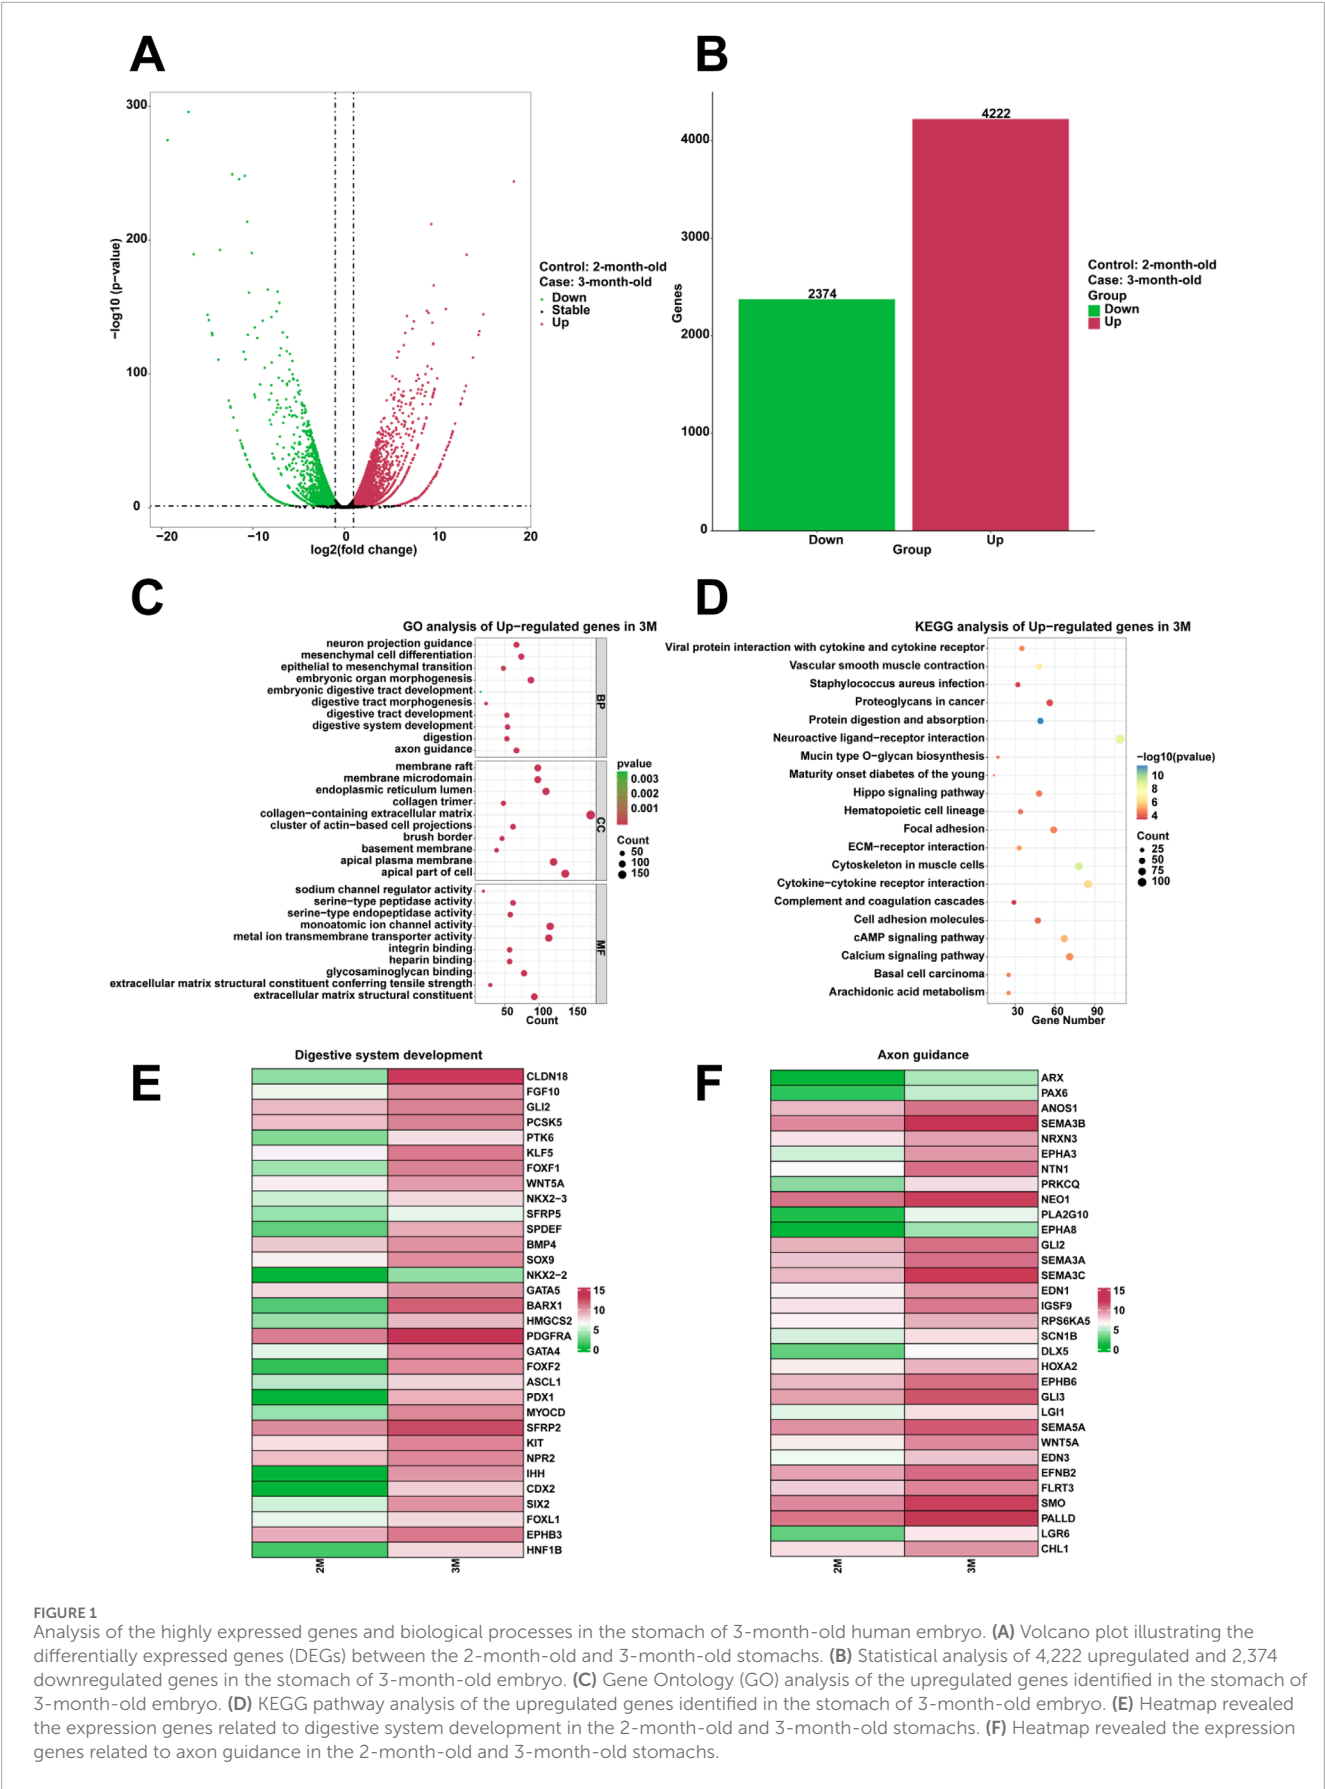 A
300
200
100
0
−log10 (p−value)
−20
−10
0
10
20
log2(fold change)
Control: 2-month-old
Case: 3-month-old
Down
Stable
Up
B
4222
2374
4000
3000
2000
1000
0
Genes
Down
Up
Group
Control: 2-month-old
Case: 3-month-old
Group
Down
Up
C
GO analysis of Up−regulated genes in 3M
neuron projection guidance
mesenchymal cell differentiation
epithelial to mesenchymal transition
embryonic organ morphogenesis
embryonic digestive tract development
digestive tract morphogenesis
digestive tract development
digestive system development
digestion
axon guidance
BP
membrane raft
membrane microdomain
endoplasmic reticulum lumen
collagen trimer
collagen−containing extracellular matrix
cluster of actin−based cell projections
brush border
basement membrane
apical plasma membrane
apical part of cell
CC
sodium channel regulator activity
serine−type peptidase activity
serine−type endopeptidase activity
monoatomic ion channel activity
metal ion transmembrane transporter activity
integrin binding
heparin binding
glycosaminoglycan binding
extracellular matrix structural constituent conferring tensile strength
extracellular matrix structural constituent
MF
50 100 150
Count
pvalue
0.003
0.002
0.001
Count
50
100
150
D
KEGG analysis of Up−regulated genes in 3M
Viral protein interaction with cytokine and cytokine receptor
Vascular smooth muscle contraction
Staphylococcus aureus infection
Proteoglycans in cancer
Protein digestion and absorption
Neuroactive ligand−receptor interaction
Mucin type O−glycan biosynthesis
Maturity onset diabetes of the young
Hippo signaling pathway
Hematopoietic cell lineage
Focal adhesion
ECM−receptor interaction
Cytoskeleton in muscle cells
Cytokine−cytokine receptor interaction
Complement and coagulation cascades
Cell adhesion molecules
cAMP signaling pathway
Calcium signaling pathway
Basal cell carcinoma
Arachidonic acid metabolism
30 60 90
Gene Number
−log10(pvalue)
10
8
6
4
Count
25
50
75
100
E
Digestive system development
CLDN18
FGF10
GLI2
PCSK5
PTK6
KLF5
FOXF1
WNT5A
NKX2−3
SFRP5
SPDEF
BMP4
SOX9
NKX2−2
GATA5
BARX1
HMGCS2
PDGFRA
GATA4
FOXF2
ASCL1
PDX1
MYOCD
SFRP2
KIT
NPR2
IHH
CDX2
SIX2
FOXL1
EPHB3
HNF1B
2M
3M
15
10
5
0
F
Axon guidance
ARX
PAX6
ANOS1
SEMA3B
NRXN3
EPHA3
NTN1
PRKCQ
NEO1
PLA2G10
EPHA8
GLI2
SEMA3A
SEMA3C
EDN1
IGSF9
RPS6KA5
SCN1B
DLX5
HOXA2
EPHB6
GLI3
LGI1
SEMA5A
WNT5A
EDN3
EFNB2
FLRT3
SMO
PALLD
LGR6
CHL1
2M
3M
15
10
5
0
FIGURE 1
Analysis of the highly expressed genes and biological processes in the stomach of 3-month-old human embryo. (A) Volcano plot illustrating the
differentially expressed genes (DEGs) between the 2-month-old and 3-month-old stomachs. (B) Statistical analysis of 4,222 upregulated and 2,374
downregulated genes in the stomach of 3-month-old embryo. (C) Gene Ontology (GO) analysis of the upregulated genes identified in the stomach of
3-month-old embryo. (D) KEGG pathway analysis of the upregulated genes identified in the stomach of 3-month-old embryo. (E) Heatmap revealed
the expression genes related to digestive system development in the 2-month-old and 3-month-old stomachs. (F) Heatmap revealed the expression
genes related to axon guidance in the 2-month-old and 3-month-old stomachs.